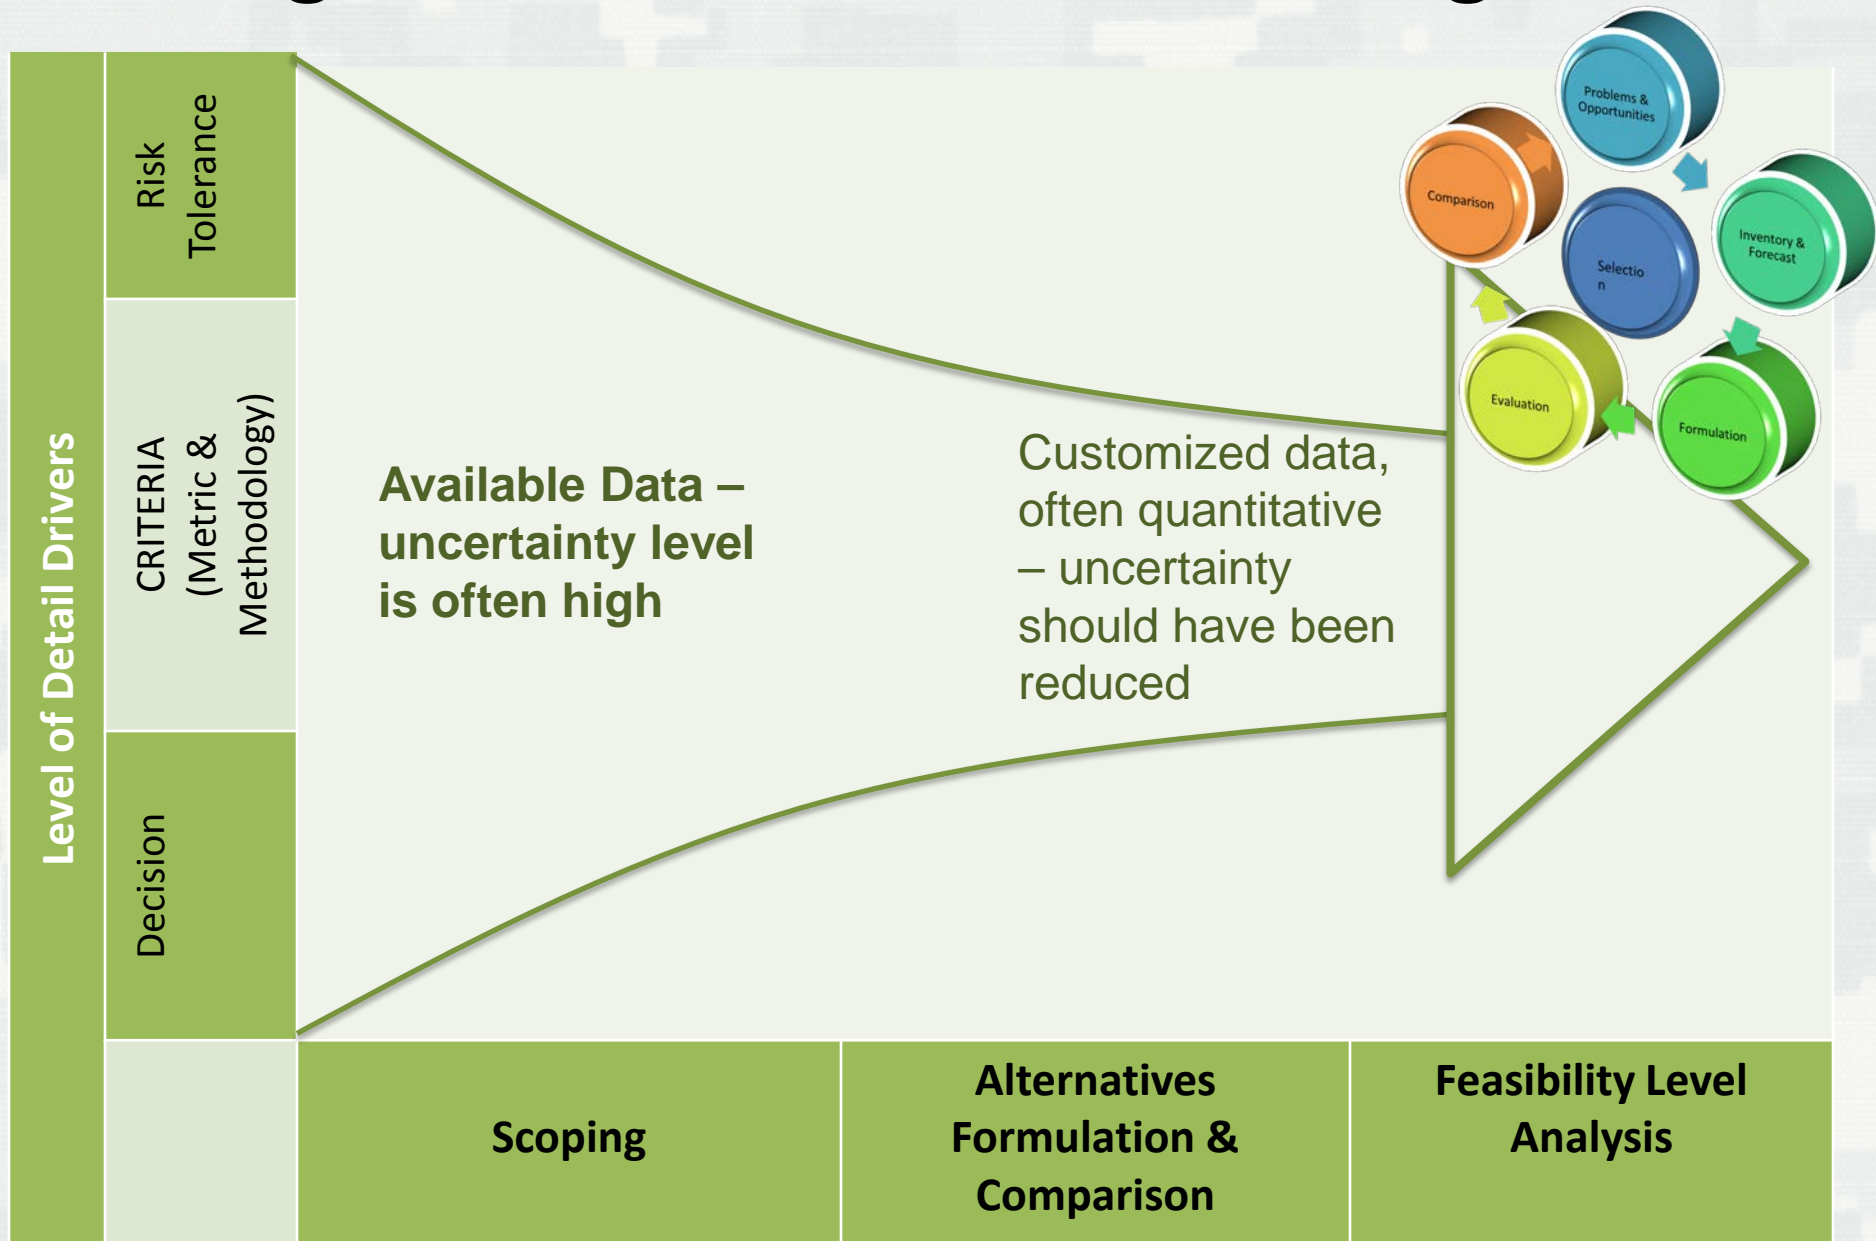 Level of Detail Drivers
Risk
Tolerance
CRITERIA
(Metric &
Methodology)
Decision
Available Data –
uncertainty level
is often high
Customized data,
often quantitative
– uncertainty
should have been
reduced
Problems &
Opportunities
Comparison
Inventory &
Forecast
Selectio
n
Evaluation
Formulation
Scoping
Alternatives
Formulation &
Comparison
Feasibility Level
Analysis